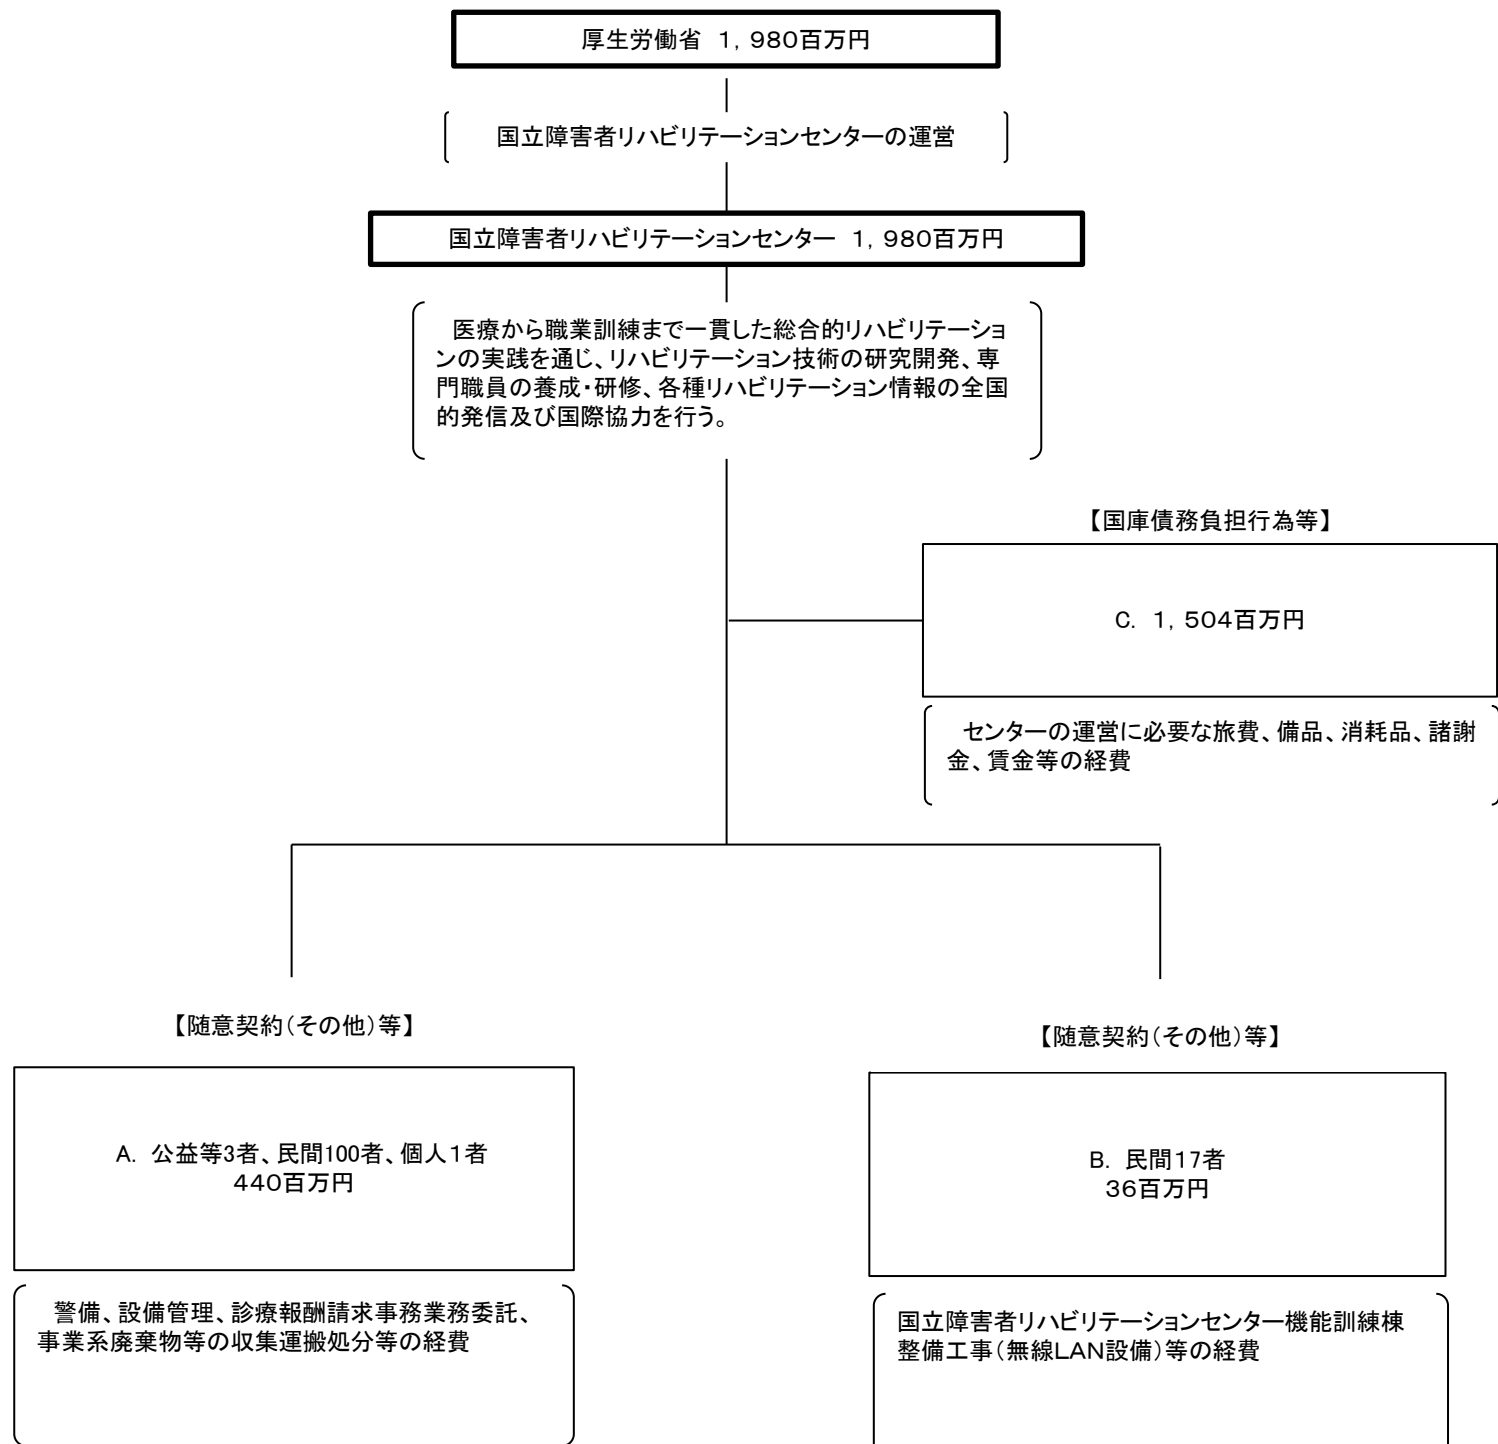 厚生労働省 1,980百万円
国立障害者リハビリテーションセンターの運営
国立障害者リハビリテーションセンター 1,980百万円
医療から職業訓練まで一貫した総合的リハビリテーショ
ンの実践を通じ、リハビリテーション技術の研究開発、専
門職員の養成・研修、各種リハビリテーション情報の全国
的発信及び国際協力を行う。
【国庫債務負担行為等】
C. 1,504百万円
センターの運営に必要な旅費、備品、消耗品、諸謝
金、賃金等の経費
【随意契約(その他)等】
A. 公益等3者、民間100者、個人1者
440百万円
警備、設備管理、診療報酬請求事務業務委託、
事業系廃棄物等の収集運搬処分等の経費
【随意契約(その他)等】
B. 民間17者
36百万円
国立障害者リハビリテーションセンター機能訓練棟
整備工事(無線LAN設備)等の経費